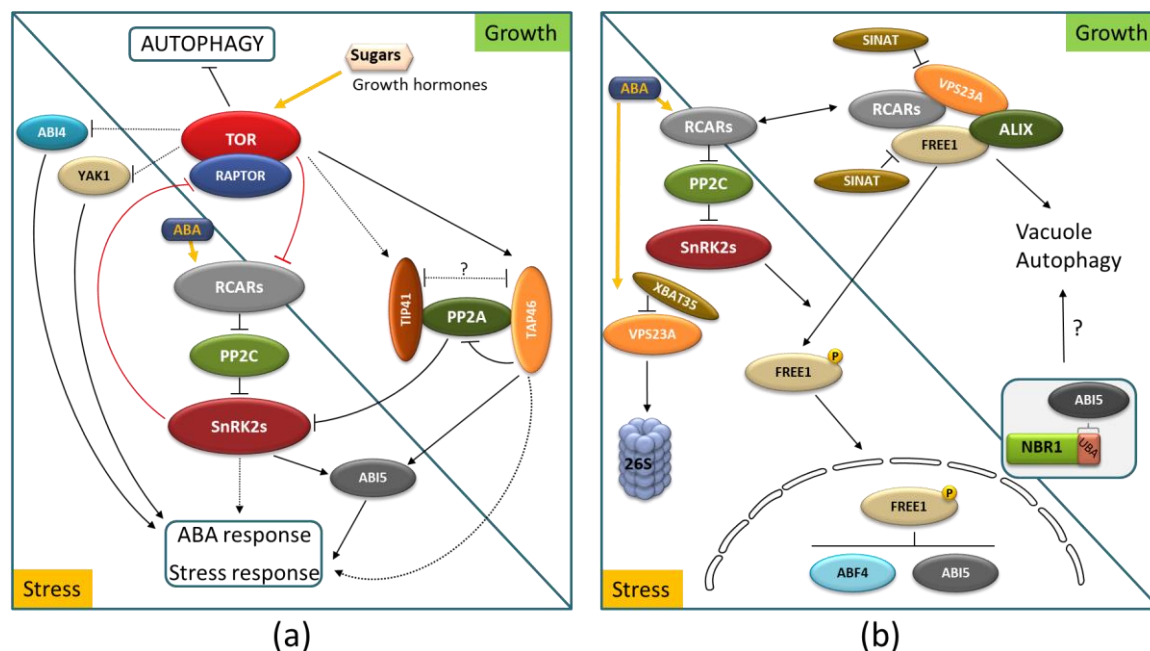 AUTOPHAGY
Growth
Sugars
Growth hormones
ABI4
TOR
YAK1
RAPTOR
ABA
RCARs
?
TIP41
PP2A
TAP46
PP2C
SnRK2s
ABI5
ABA response
Stress response
Stress
(a)
SINAT
Growth
ABA
VPS23A
RCARs
RCARs
ALIX
FREE1
PP2C
SINAT
SnRK2s
Vacuole
Autophagy
XBAT35
VPS23A
?
P
FREE1
ABI5
26S
NBR1
UBA
P
FREE1
ABF4
ABI5
Stress
(b)